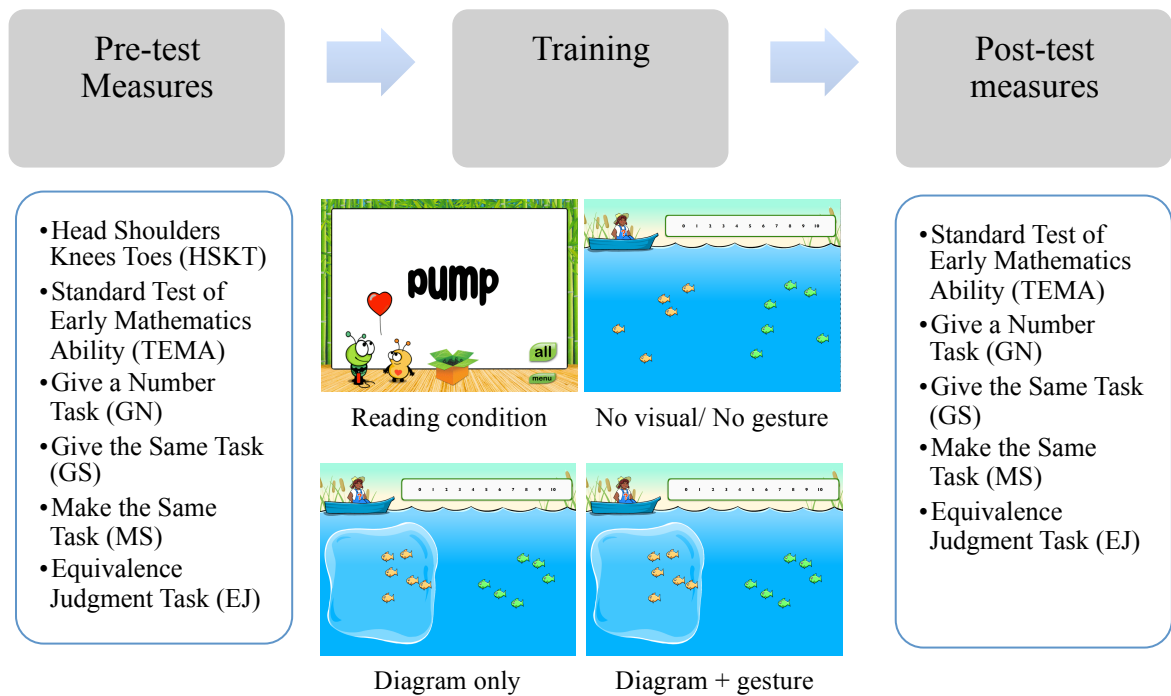 Pre-test
Measures
Training
Post-test
measures
•Head Shoulders
Knees Toes (HSKT)
•Standard Test of
Early Mathematics
Ability (TEMA)
•Give a Number
Task (GN)
•Give the Same Task
(GS)
•Make the Same
Task (MS)
•Equivalence
Judgment Task (EJ)
pump
all
menu
Reading condition
0 1 2 3 4 5 6 7 8 9 10
No visual/ No gesture
0 1 2 3 4 5 6 7 8 9 10
Diagram only
0 1 2 3 4 5 6 7 8 9 10
Diagram + gesture
•Standard Test of
Early Mathematics
Ability (TEMA)
•Give a Number
Task (GN)
•Give the Same Task
(GS)
•Make the Same
Task (MS)
•Equivalence
Judgment Task (EJ)